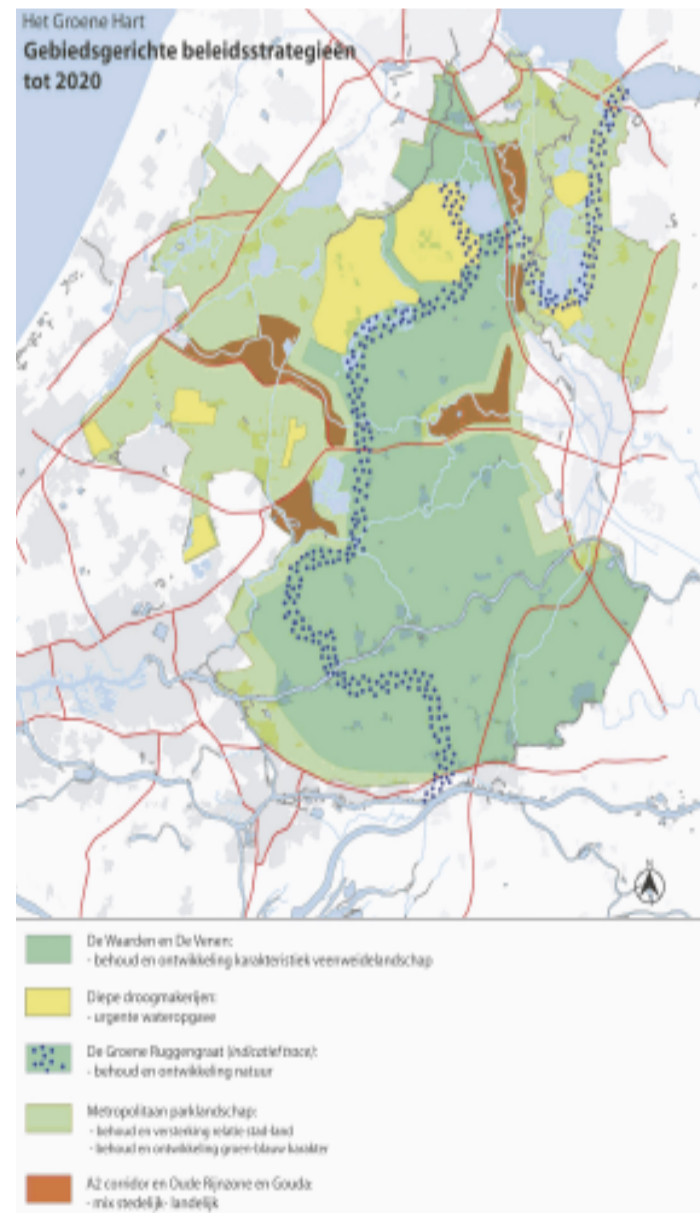 Het Groene Hart
Gebiedsgerichte beleidsstrategieën
tot 2020
N
De Waarden en De Venen:
- behoud en ontwikkeling karakteristiek veenweidelandschap
Diepe droogmakerijen:
- urgente wateropgave
De Groene Ruggengraat (indicatief trace):
- behoud en ontwikkeling natuur
Metropolitaan parklandschap:
- behoud en versterking relatie stad-land
- behoud en ontwikkeling groen-blauw karakter
A2 corridor en Oude Rijnzone en Gouda:
- mix stedelijk- landelijk